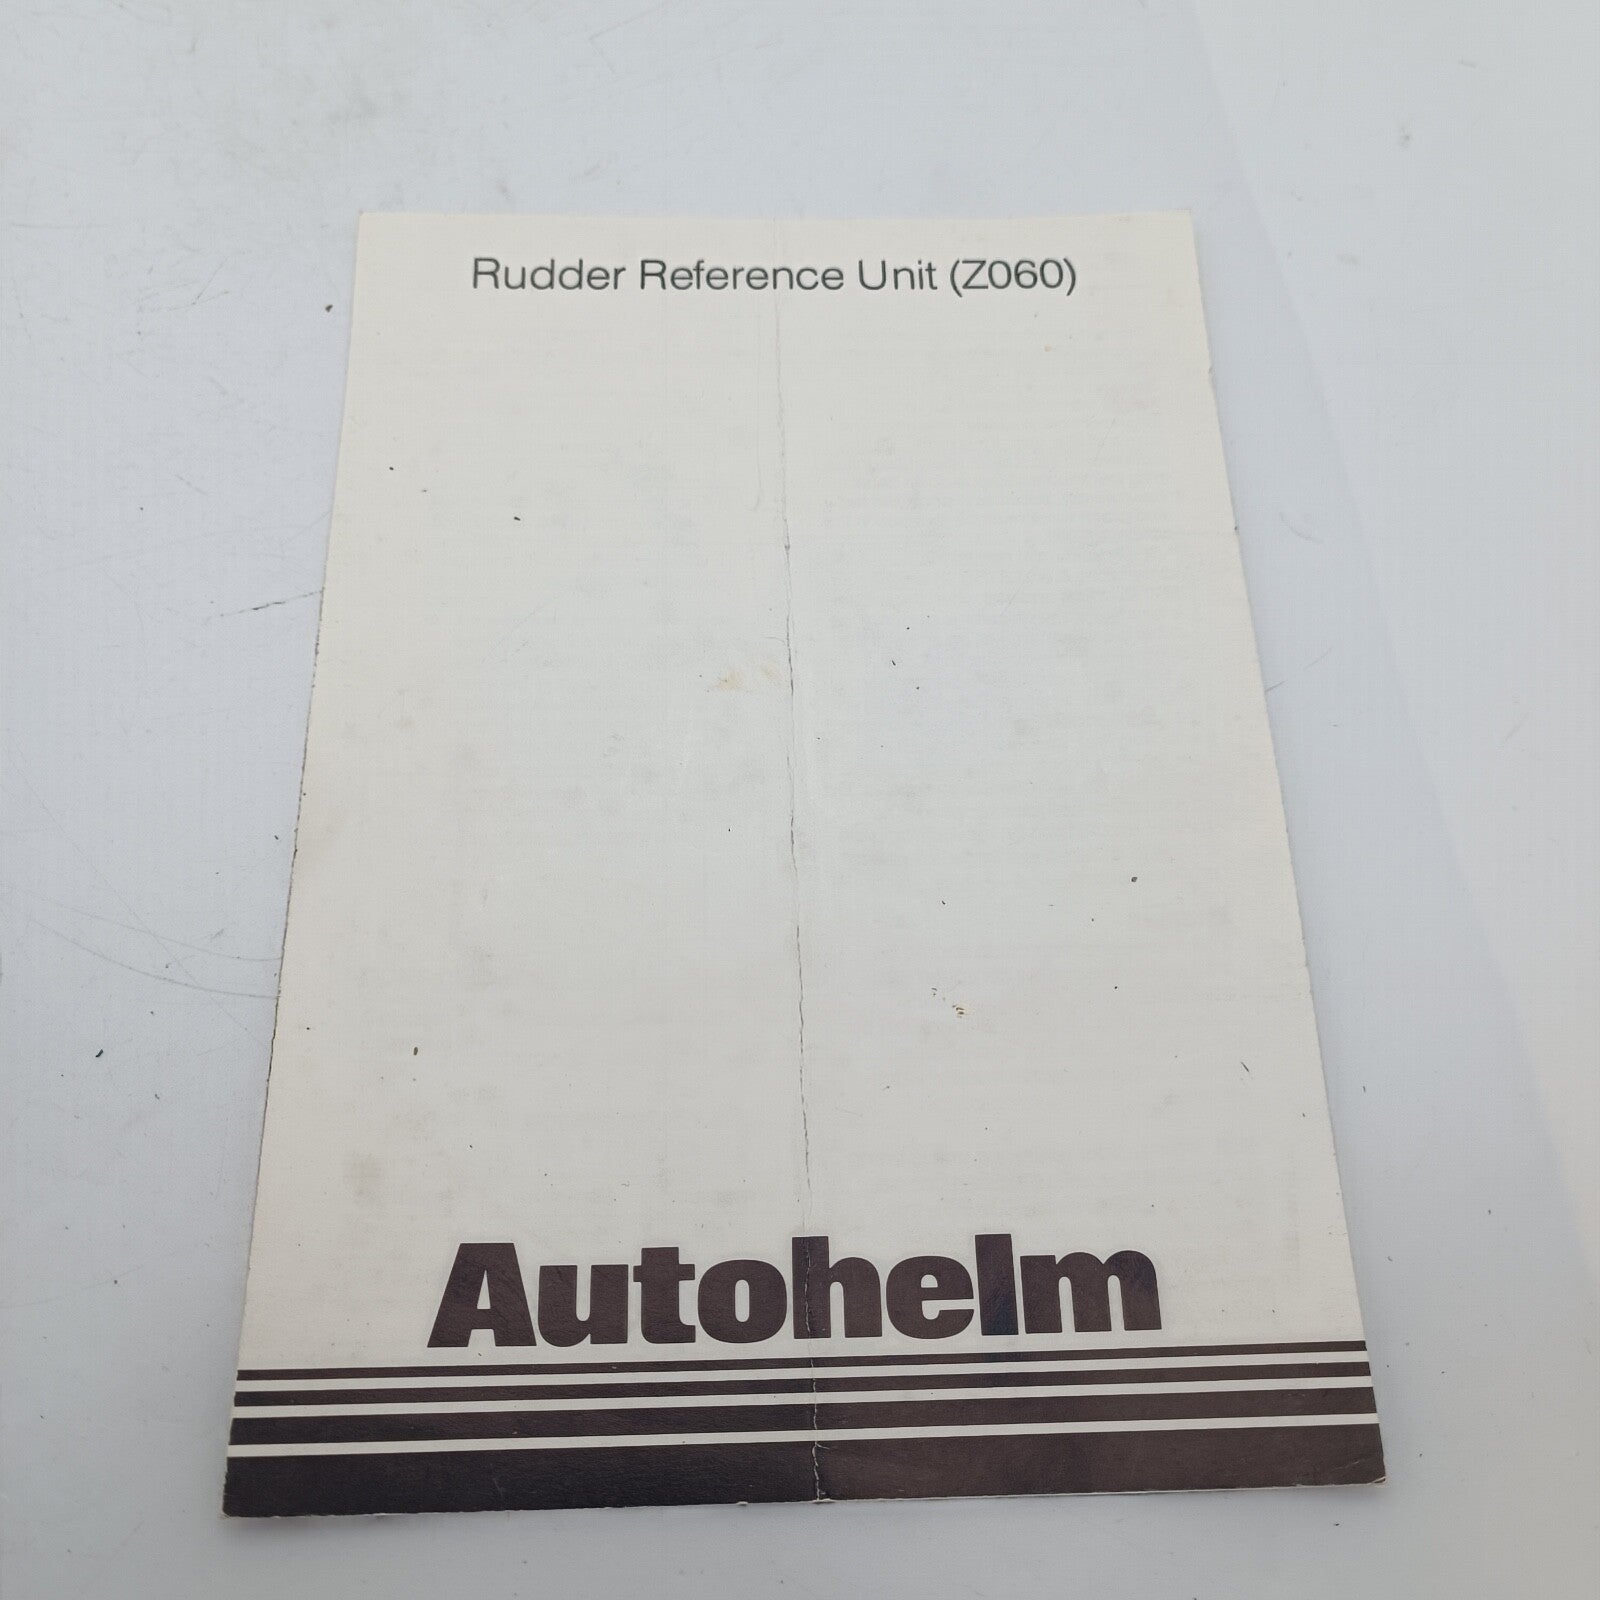 Rudder Reference Unit (Z060)
Autohelm